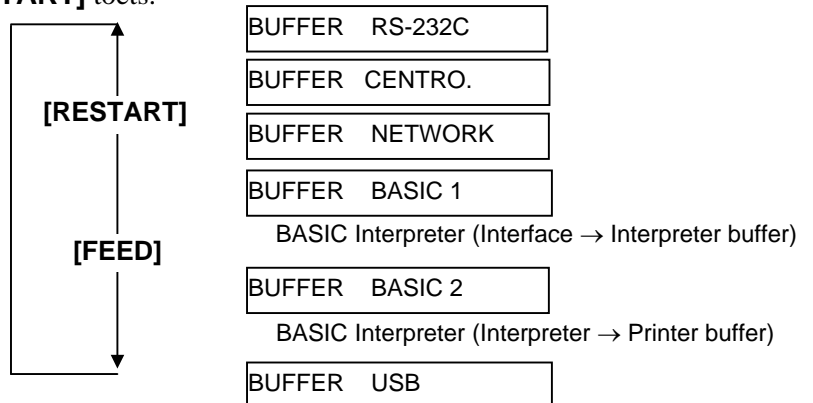 START] toets.
BUFFER RS-232C
BUFFER CENTRO.
[RESTART]
BUFFER NETWORK
BUFFER BASIC 1
BASIC Interpreter (Interface → Interpreter buffer)
[FEED]
BUFFER BASIC 2
BASIC Interpreter (Interpreter → Printer buffer)
BUFFER USB